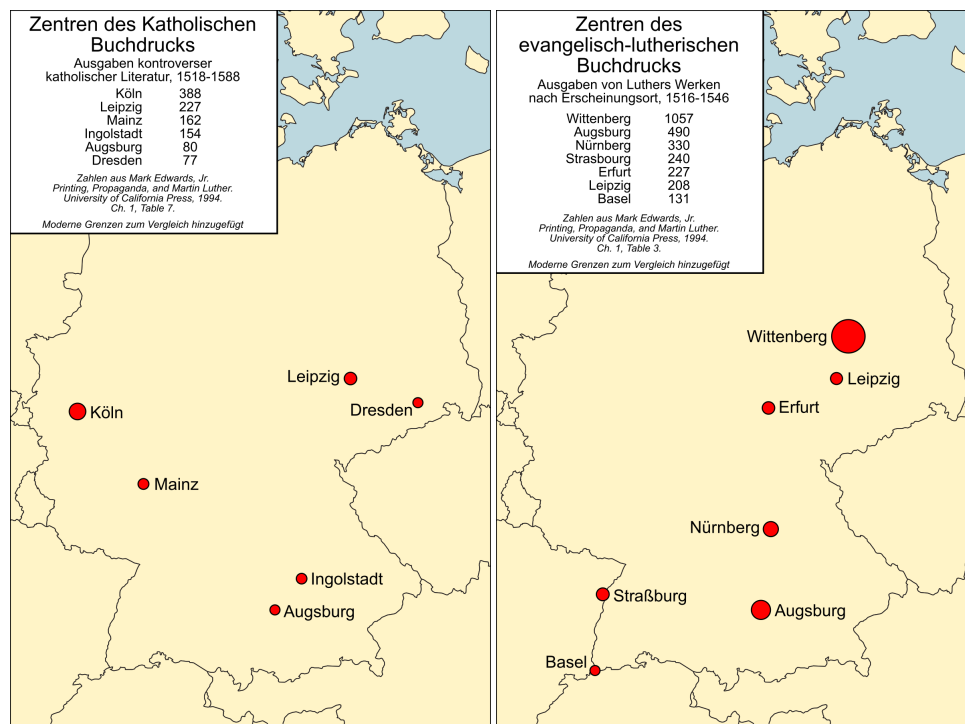 Zentren des Katholischen
Buchdrucks
Ausgaben kontroverser
katholischer Literatur, 1518-1588
Köln 388
Leipzig 227
Mainz 162
Ingolstadt 154
Augsburg 80
Dresden 77
Zahlen aus Mark Edwards, Jr.
Printing, Propaganda, and Martin Luther.
University of California Press, 1994.
Ch. 1, Table 7.
Moderne Grenzen zum Vergleich hinzugefügt
Leipzig
Dresden
Köln
Mainz
Ingolstadt
Augsburg
Zentren des
evangelisch-lutherischen
Buchdrucks
Ausgaben von Luthers Werken
nach Erscheinungsort, 1516-1546
Wittenberg 1057
Augsburg 490
Nürnberg 330
Strasbourg 240
Erfurt 227
Leipzig 208
Basel 131
Zahlen aus Mark Edwards, Jr.
Printing, Propaganda, and Martin Luther.
University of California Press, 1994.
Ch. 1, Table 3.
Moderne Grenzen zum Vergleich hinzugefügt
Wittenberg
Leipzig
Erfurt
Nürnberg
Straßburg
Augsburg
Basel